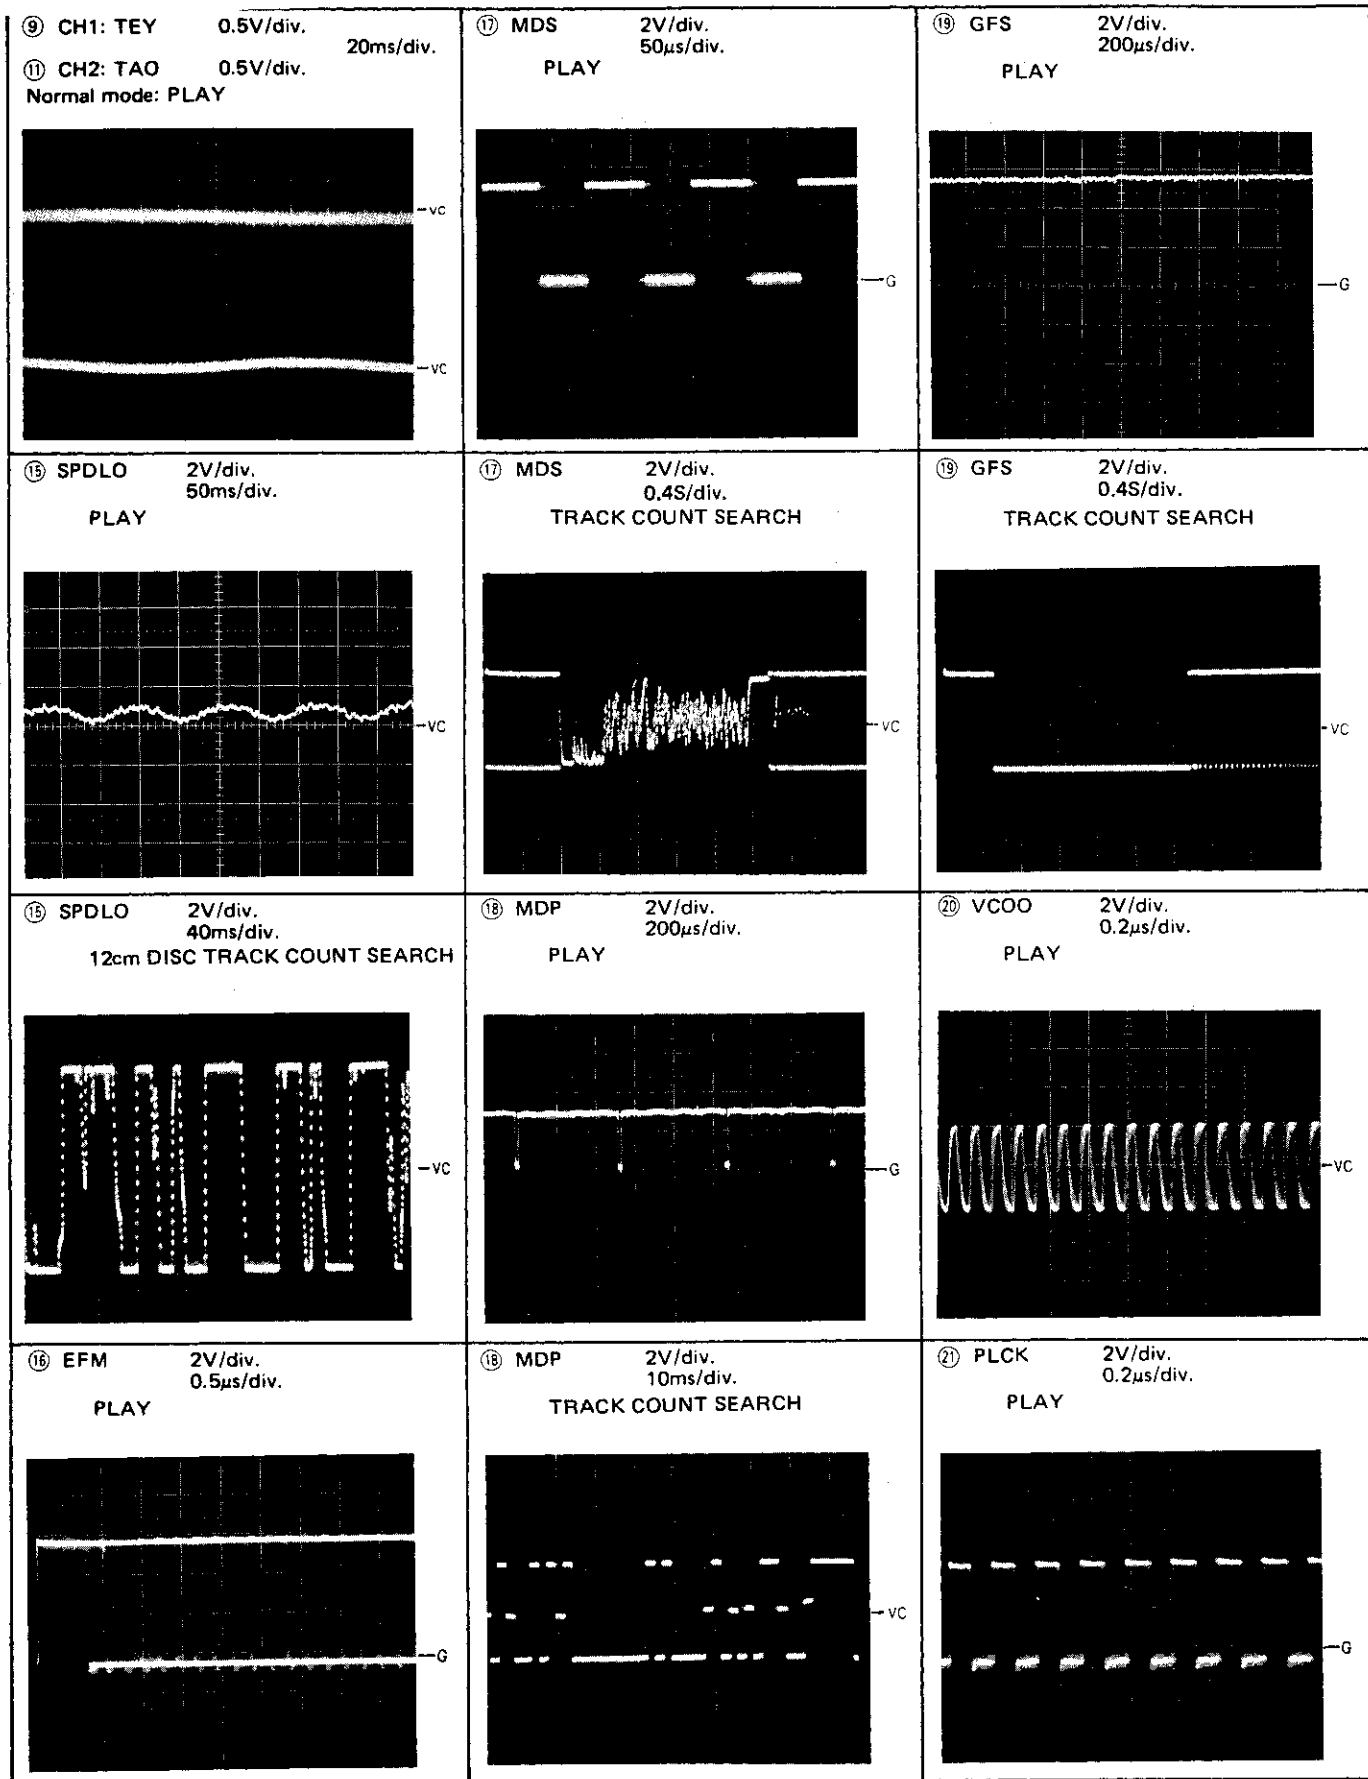 ⑨ CH1: TEY 0.5V/div.
20ms/div.
⑪ CH2: TAO 0.5V/div.
Normal mode: PLAY
VC
VC
⑰ MDS 2V/div.
50µs/div.
PLAY
G
⑲ GFS 2V/div.
200µs/div.
PLAY
G
⑮ SPDLO 2V/div.
50ms/div.
PLAY
VC
⑰ MDS 2V/div.
0.4S/div.
TRACK COUNT SEARCH
VC
⑲ GFS 2V/div.
0.4S/div.
TRACK COUNT SEARCH
VC
⑮ SPDLO 2V/div.
40ms/div.
12cm DISC TRACK COUNT SEARCH
VC
⑱ MDP 2V/div.
200µs/div.
PLAY
G
⑳ VCOO 2V/div.
0.2µs/div.
PLAY
VC
⑯ EFM 2V/div.
0.5µs/div.
PLAY
G
⑱ MDP 2V/div.
10ms/div.
TRACK COUNT SEARCH
VC
㉑ PLCK 2V/div.
0.2µs/div.
PLAY
G